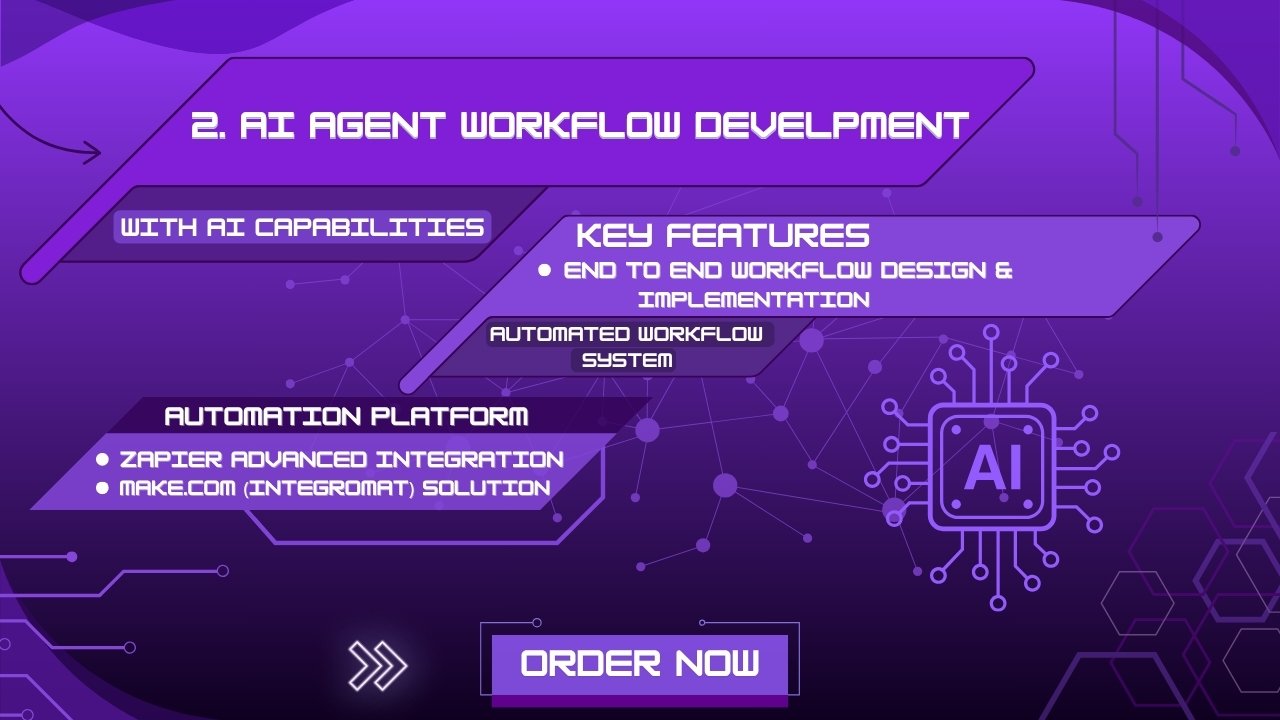 2. AI AGENT WORKFLOW DEVELPMENT
WITH AI CAPABILITIES
KEY FEATURES
• END TO END WORKFLOW DESIGN &
IMPLEMENTATION
AUTOMATED WORKFLOW
SYSTEM
AUTOMATION PLATFORM
• ZAPIER ADVANCED INTEGRATION
• MAKE.COM (INTEGROMAT) SOLUTION
AI
ORDER NOW